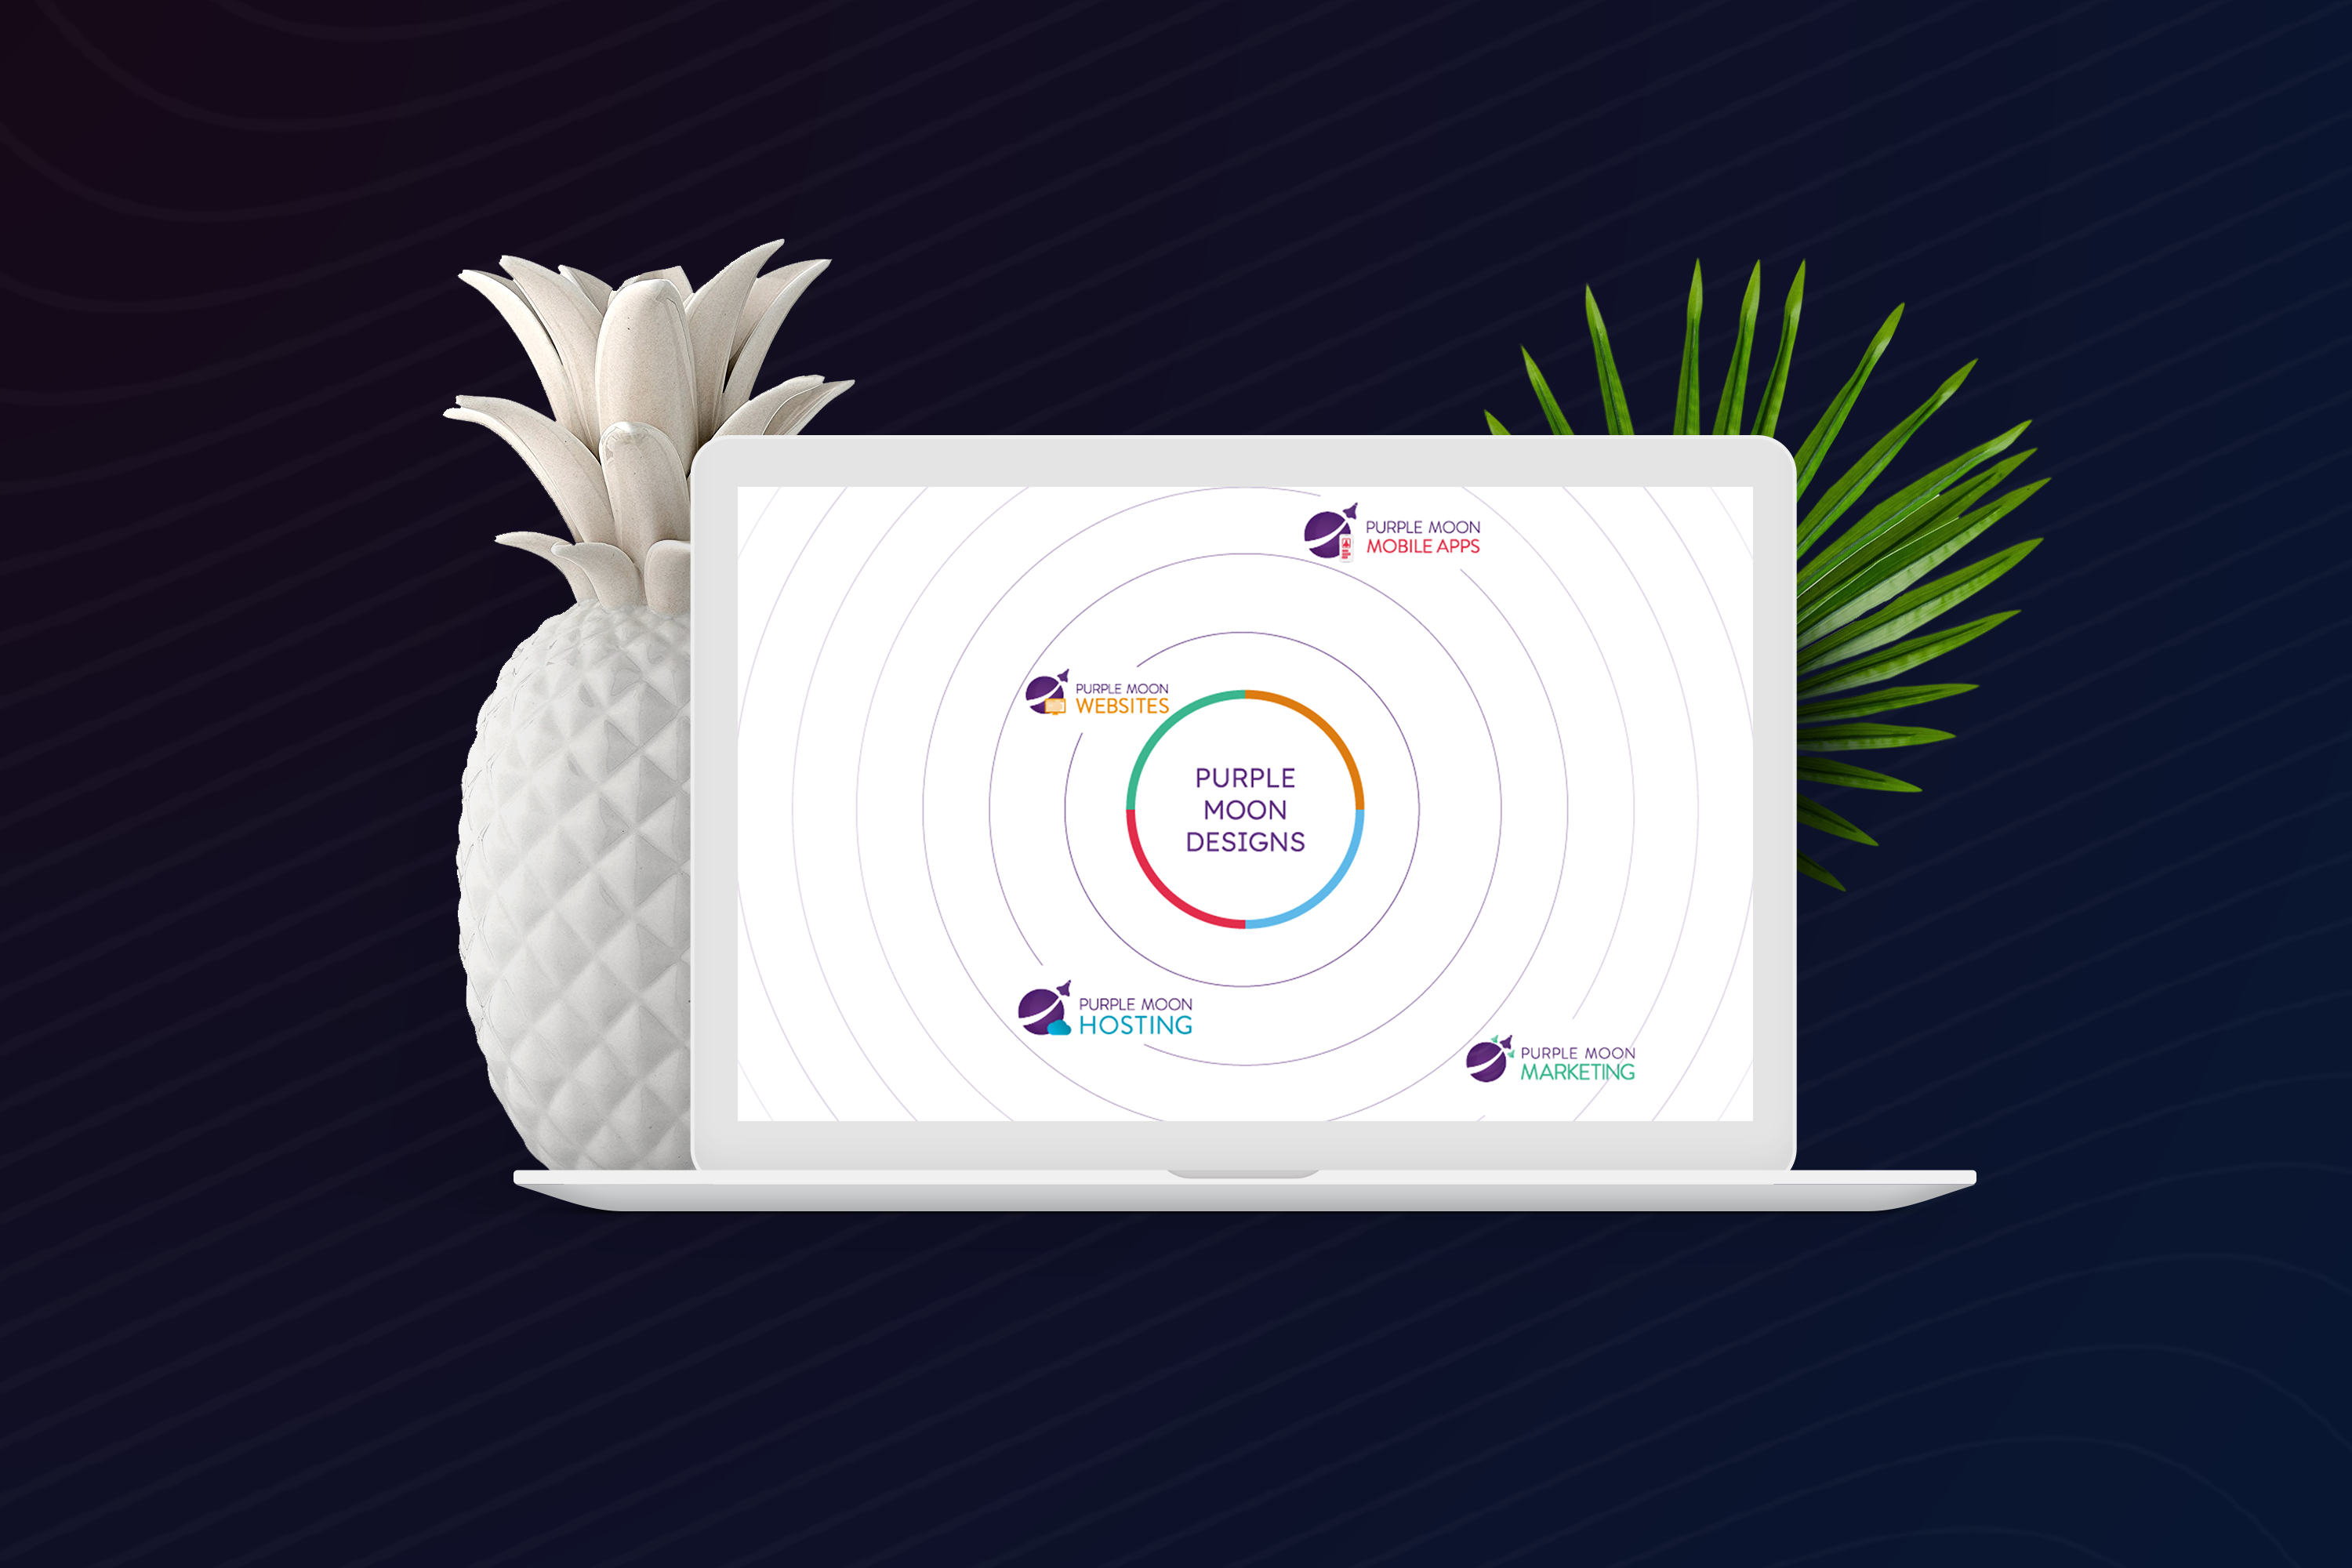 PURPLE MOON
MOBILE APPS
PURPLE MOON
WEBSITES
PURPLE
MOON
DESIGNS
PURPLE MOON
HOSTING
PURPLE MOON
MARKETING